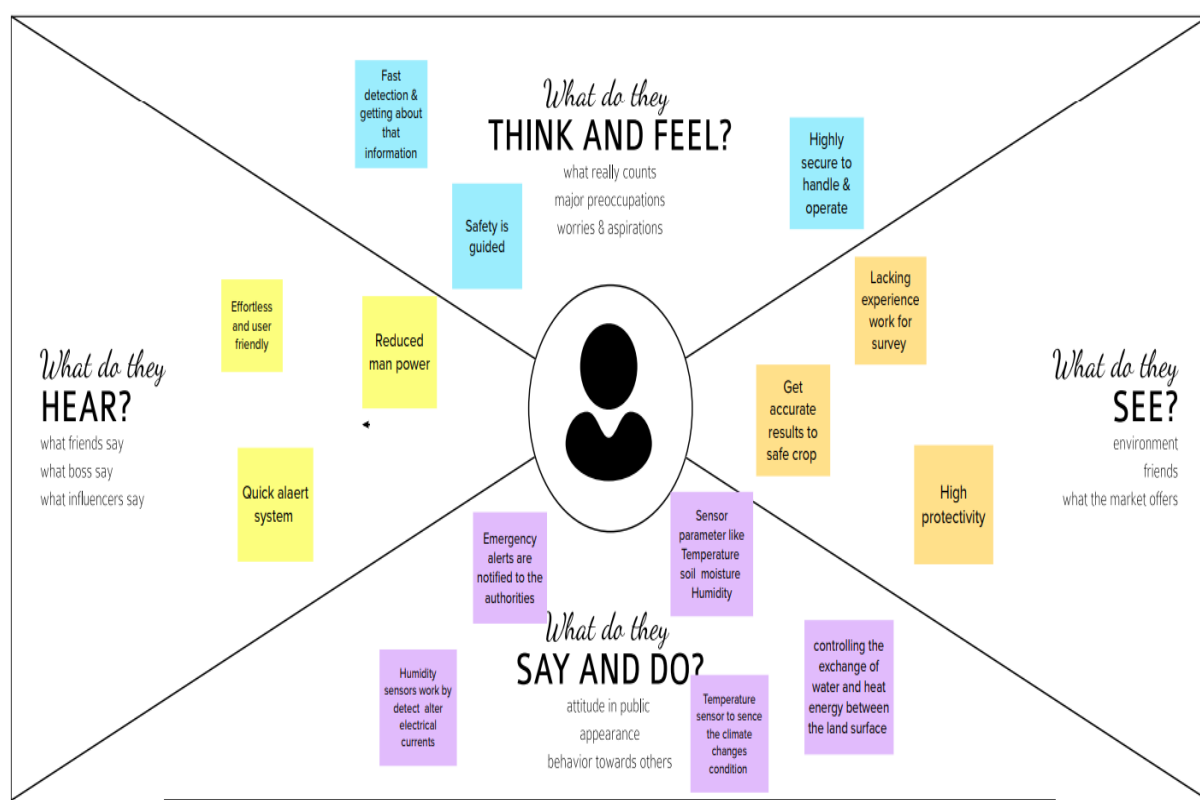 Fast
detection &
getting about
that
information
What do they
THINK AND FEEL?
what really counts
major preoccupations
worries & aspirations
Highly
secure to
handle &
operate
Safety is
guided
Effortless
and user
friendly
Reduced
man power
Lacking
experience
work for
survey
What do they
HEAR?
what friends say
what boss say
what influencers say
Get
accurate
results to
safe crop
What do they
SEE?
environment
friends
what the market offers
Quick alaert
system
High
protectivity
Emergency
alerts are
notified to the
authorities
Sensor
parameter like
Temperature
soil moisture
Humidity
What do they
SAY AND DO?
attitude in public
appearance
behavior towards others
Humidity
sensors work by
detect alter
electrical
currents
Temperature
sensor to sence
the climate
changes
condition
controlling the
exchange of
water and heat
energy between
the land surface